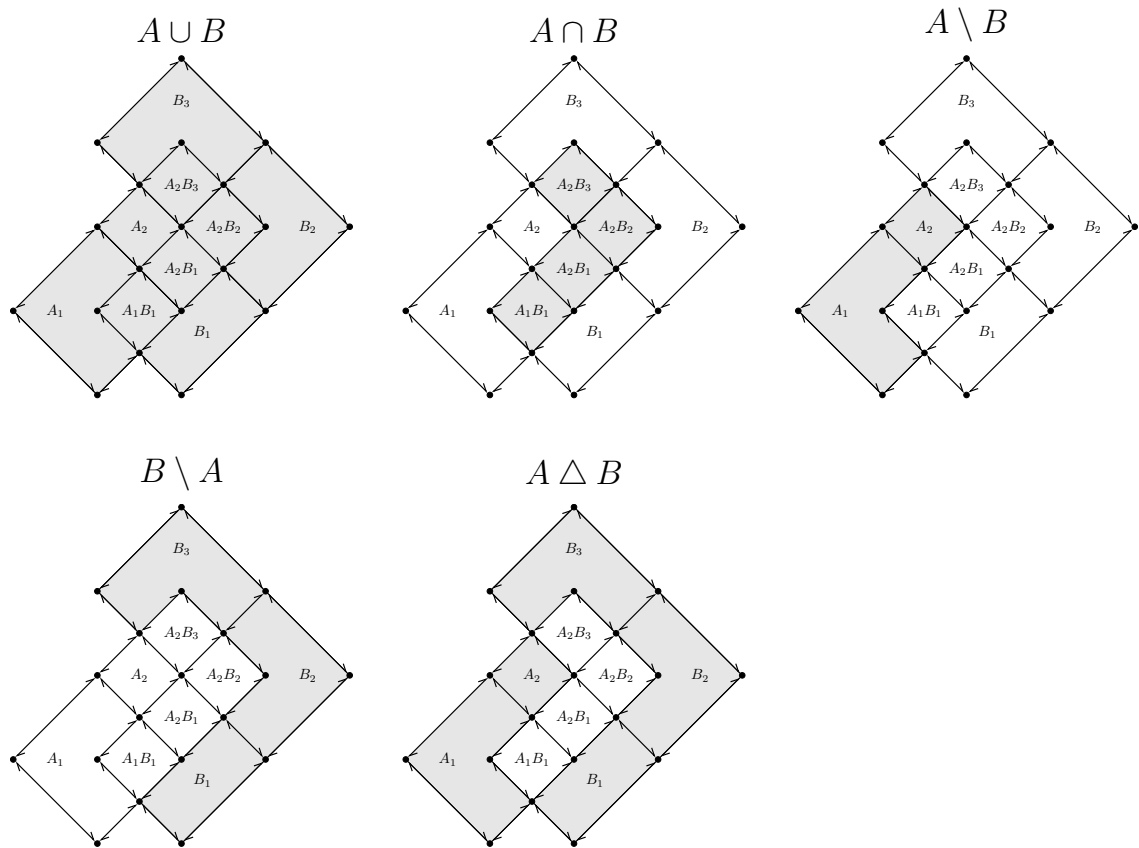 A ∪ B
B₃
A₂B₃
A₂
A₂B₂
B₂
A₂B₁
A₁
A₁B₁
B₁
A ∩ B
B₃
A₂B₃
A₂
A₂B₂
B₂
A₂B₁
A₁
A₁B₁
B₁
A \ B
B₃
A₂B₃
A₂
A₂B₂
B₂
A₂B₁
A₁
A₁B₁
B₁
B \ A
B₃
A₂B₃
A₂
A₂B₂
B₂
A₂B₁
A₁
A₁B₁
B₁
A △ B
B₃
A₂B₃
A₂
A₂B₂
B₂
A₂B₁
A₁
A₁B₁
B₁